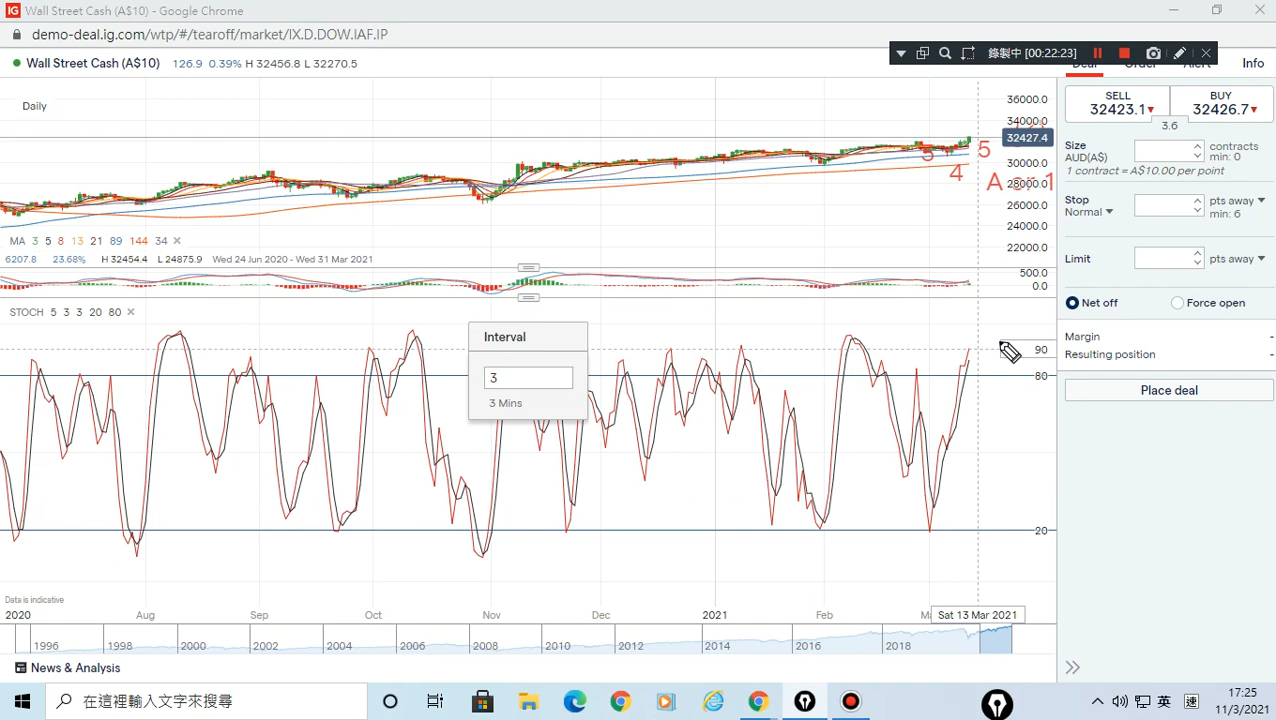 IG Wall Street Cash (A$10) - Google Chrome
demo-deal.ig.com/wtp/#/tearoff/market/IX.D.DOW.IAF.IP
錄製中 [00:22:23]
Wall Street Cash (A$10) 126.9 0.39% H 32456.8 L 32270.5
Deal Order Alert Info
Daily
36000.0
34000.0
32427.4
30000.0
28000.0
26000.0
24000.0
22000.0
3
5
4
MA 3 5 8 13 21 89 144 34
6207.8 23.68% H 32454.4 L 24875.9 Wed 24 Jun 2020 - Wed 31 Mar 2021
500.0
0.0
STOCH 5 3 3 20 80
Interval
3
3 Mins
90
80
20
Data is indicative
2020 Aug Sep Oct Nov Dec 2021 Feb
Sat 13 Mar 2021
1996 1998 2000 2002 2004 2006 2008 2010 2012 2014 2016 2018
News & Analysis
SELL
32423.1
BUY
32426.7
3.6
Size
AUD(A$)
contracts
min: 0
1 contract = A$10.00 per point
Stop
Normal
pts away
min: 6
Limit
pts away
Net off
Force open
Margin -
Resulting position -
Place deal
在這裡輸入文字來搜尋
英
17:25
11/3/2021